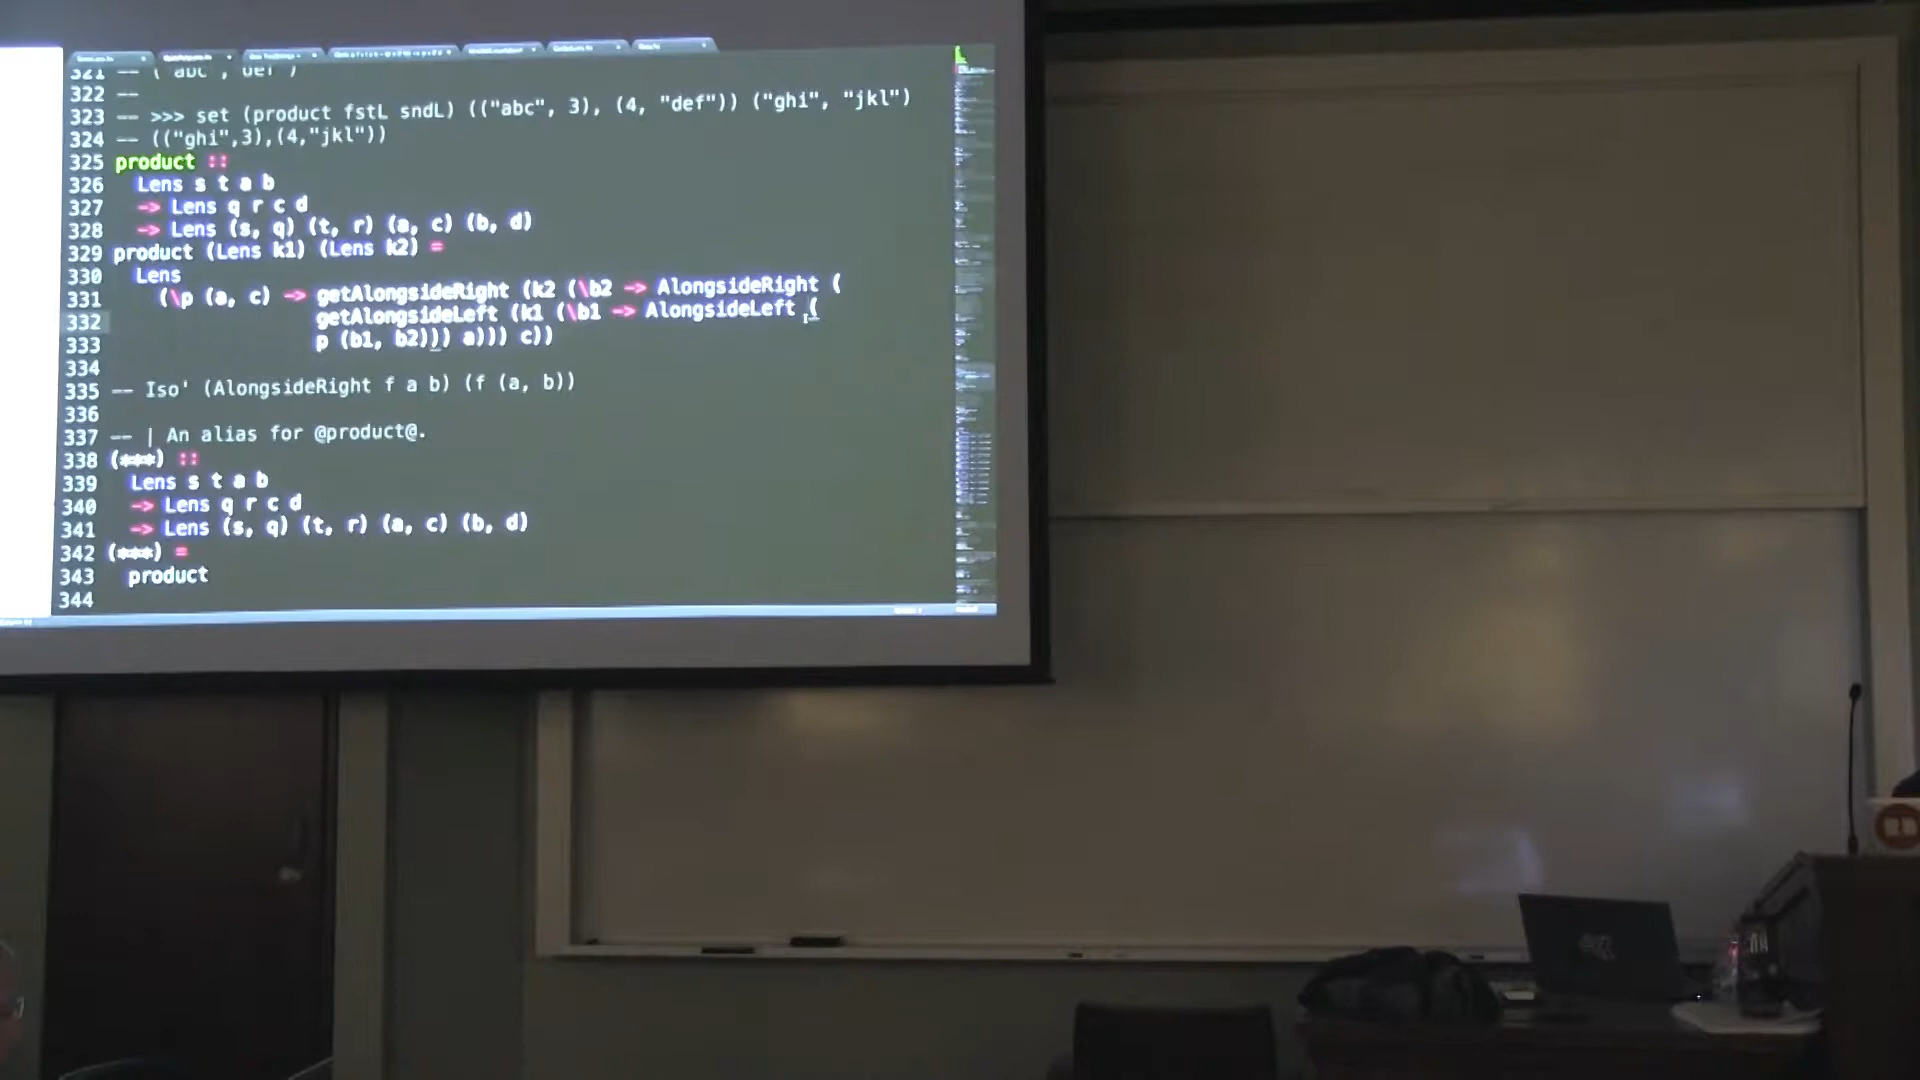 321 -- ("abc","def")
322 --
323 -- >>> set (product fstL sndL) (("abc", 3), (4, "def")) ("ghi", "jkl")
324 -- (("ghi",3),(4,"jkl"))
325 product ::
326 Lens s t a b
327 -> Lens q r c d
328 -> Lens (s, q) (t, r) (a, c) (b, d)
329 product (Lens k1) (Lens k2) =
330 Lens
331 (\p (a, c) -> getAlongsideRight (k2 (\b2 -> AlongsideRight (
332 getAlongsideLeft (k1 (\b1 -> AlongsideLeft (
333 p (b1, b2))) a))) c))
334
335 -- Iso' (AlongsideRight f a b) (f (a, b))
336
337 -- | An alias for @product@.
338 (***) ::
339 Lens s t a b
340 -> Lens q r c d
341 -> Lens (s, q) (t, r) (a, c) (b, d)
342 (***) =
343 product
344